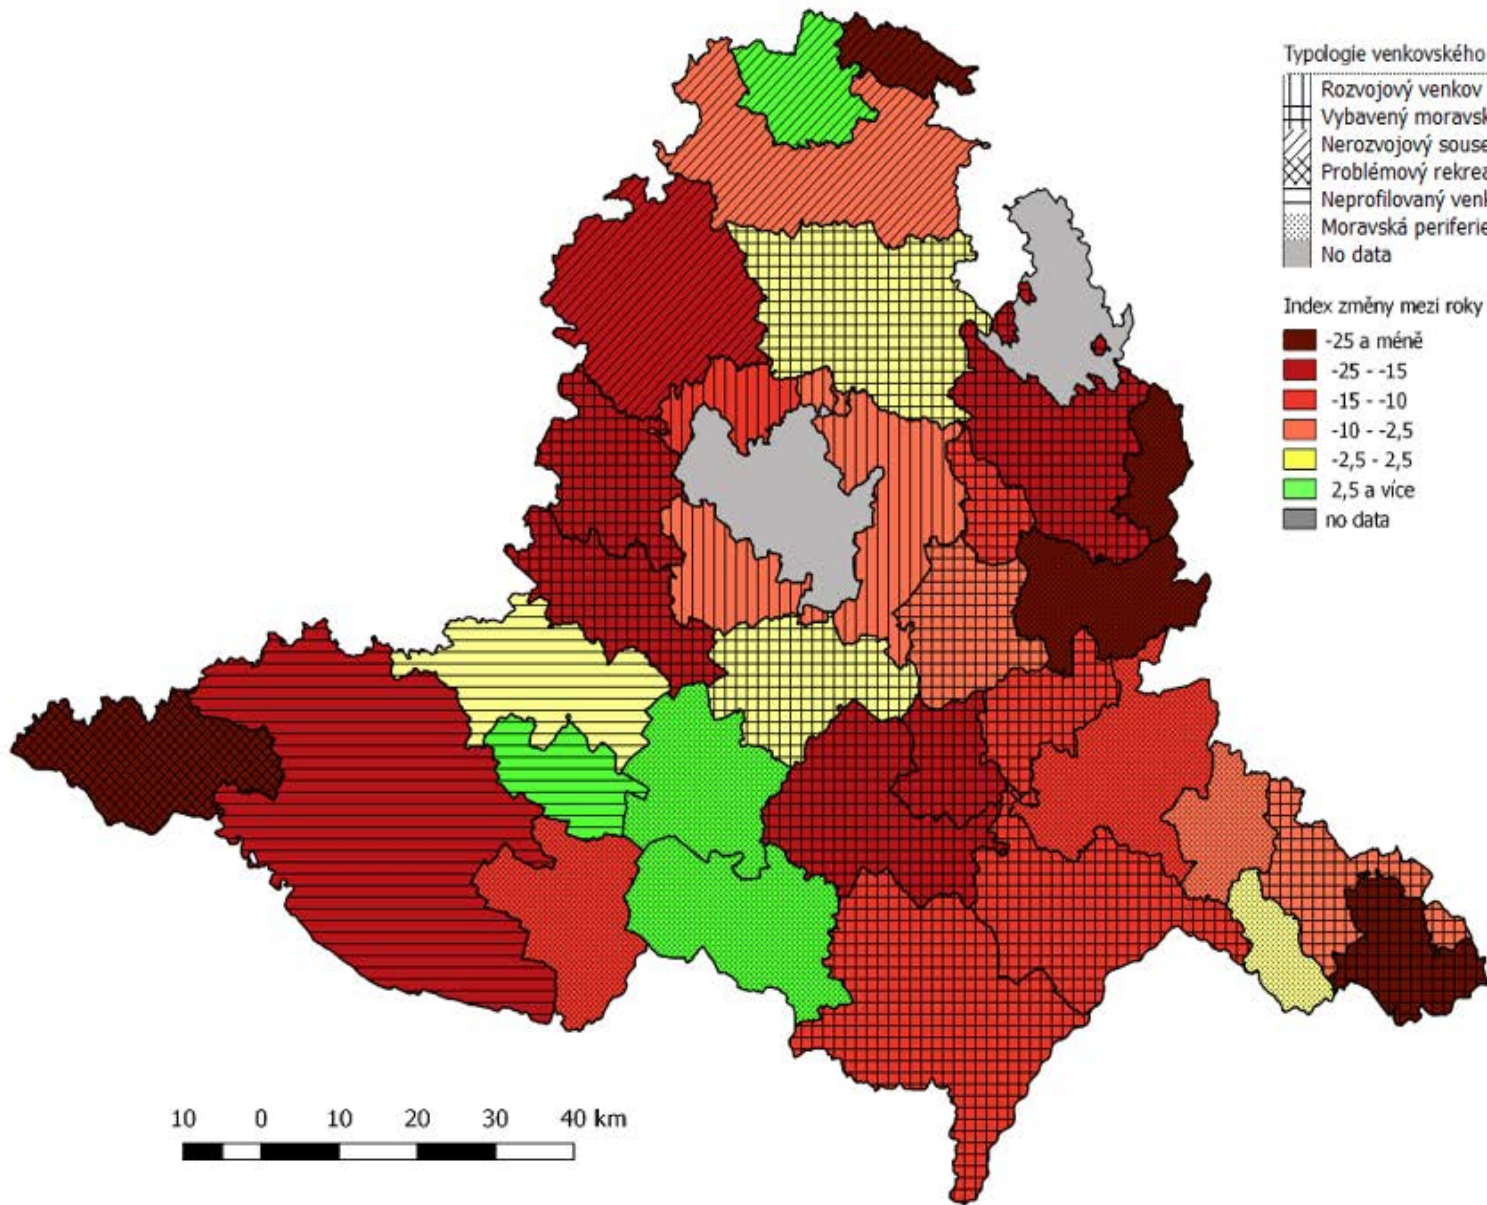 Typologie venkovského
Rozvojový venkov
Vybavený moravsk
Nerozvojový souse
Problémový rekrea
Neprofilovaný venk
Moravská periferie
No data
Index změny mezi roky
-25 a méně
-25 - -15
-15 - -10
-10 - -2,5
-2,5 - 2,5
2,5 a více
no data
10 0 10 20 30 40 km